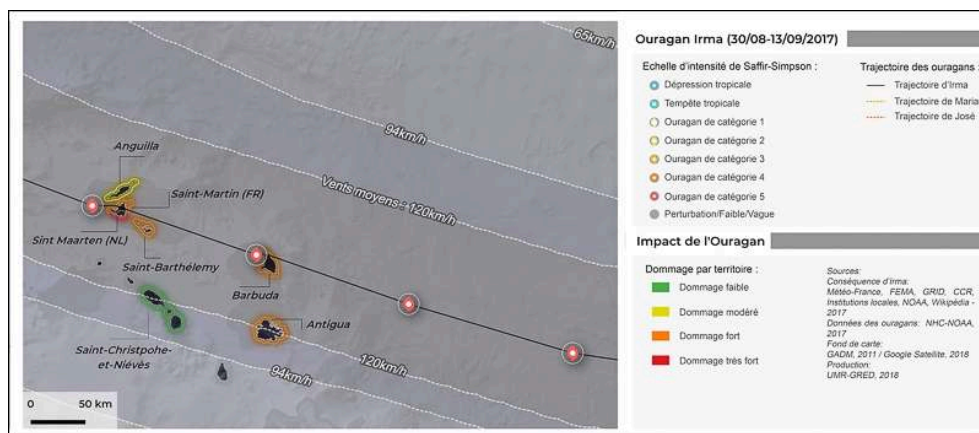 65km/h
94km/h
Vents moyens - 120km/h
Anguilla
Saint-Martin (FR)
Sint Maarten (NL)
Saint-Barthélemy
Barbuda
Antigua
Saint-Christpohe-
et-Niévès
120km/h
94km/h
0 50 km
Ouragan Irma (30/08-13/09/2017)
Echelle d'intensité de Saffir-Simpson :
Dépression tropicale
Tempête tropicale
Ouragan de catégorie 1
Ouragan de catégorie 2
Ouragan de catégorie 3
Ouragan de catégorie 4
Ouragan de catégorie 5
Perturbation/Faible/Vague
Trajectoire des ouragans :
Trajectoire d'Irma
Trajectoire de Maria
Trajectoire de José
Impact de l'Ouragan
Dommage par territoire :
Dommage faible
Dommage modéré
Dommage fort
Dommage très fort
Sources:
Conséquence d'Irma:
Météo-France, FEMA, GRID, CCR,
Institutions locales, NOAA, Wikipédia -
2017
Données des ouragans: NHC-NOAA,
2017
Fond de carte:
GADM, 2011 / Google Satellite, 2018
Production:
UMR-GRED, 2018